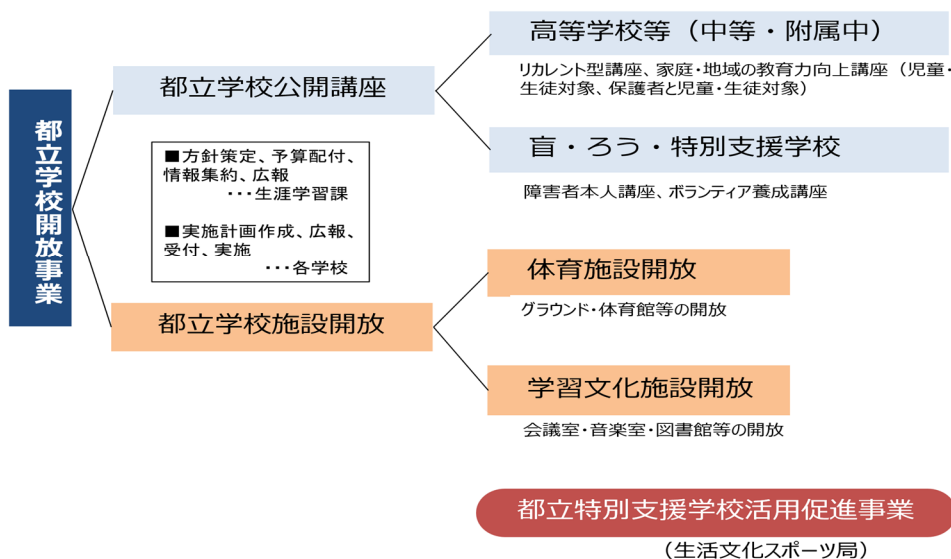 都立学校開放事業
都立学校公開講座
高等学校等（中等・附属中）
リカレント型講座、家庭・地域の教育力向上講座（児童・
生徒対象、保護者と児童・生徒対象）
盲・ろう・特別支援学校
障害者本人講座、ボランティア養成講座
■方針策定、予算配付、
情報集約、広報
・・・生涯学習課
■実施計画作成、広報、
受付、実施
・・・各学校
都立学校施設開放
体育施設開放
グラウンド・体育館等の開放
学習文化施設開放
会議室・音楽室・図書館等の開放
都立特別支援学校活用促進事業
（生活文化スポーツ局）